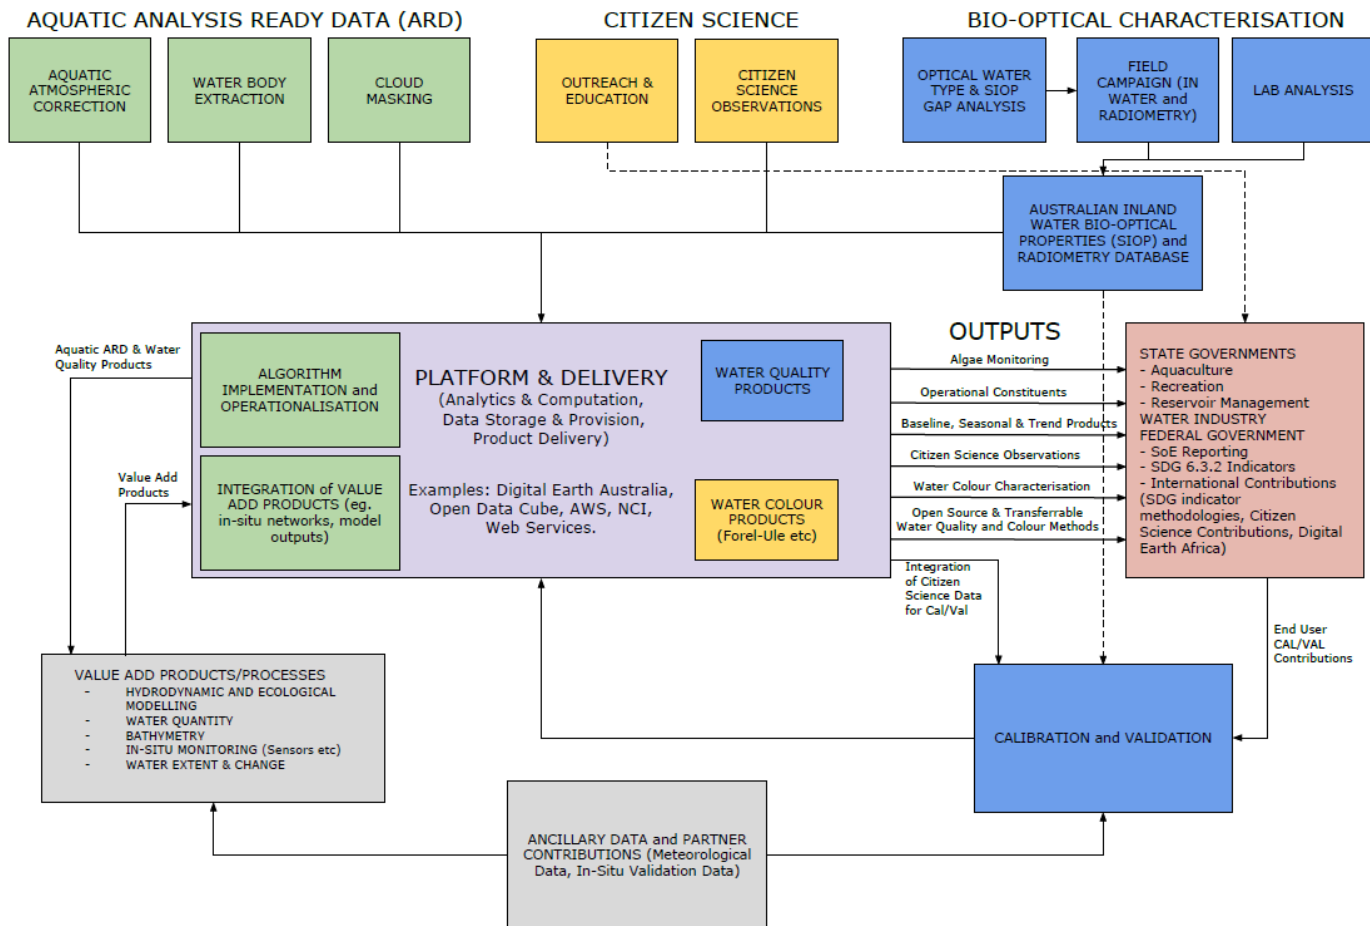 AQUATIC ANALYSIS READY DATA (ARD)
CITIZEN SCIENCE
BIO-OPTICAL CHARACTERISATION
AQUATIC
ATMOSPHERIC
CORRECTION
WATER BODY
EXTRACTION
CLOUD
MASKING
OUTREACH &
EDUCATION
CITIZEN
SCIENCE
OBSERVATIONS
OPTICAL WATER
TYPE & SIOP
GAP ANALYSIS
FIELD
CAMPAIGN (IN
WATER and
RADIOMETRY)
LAB ANALYSIS
AUSTRALIAN INLAND
WATER BIO-OPTICAL
PROPERTIES (SIOP) and
RADIOMETRY DATABASE
Aquatic ARD & Water
Quality Products
Value Add
Products
ALGORITHM
IMPLEMENTATION and
OPERATIONALISATION
INTEGRATION of VALUE
ADD PRODUCTS (eg.
in-situ networks, model
outputs)
PLATFORM & DELIVERY
(Analytics & Computation,
Data Storage & Provision,
Product Delivery)
Examples: Digital Earth Australia,
Open Data Cube, AWS, NCI,
Web Services.
WATER QUALITY
PRODUCTS
WATER COLOUR
PRODUCTS
(Forel-Ule etc)
OUTPUTS
Algae Monitoring
Operational Constituents
Baseline, Seasonal & Trend Products
Citizen Science Observations
Water Colour Characterisation
Open Source & Transferrable
Water Quality and Colour Methods
Integration
of Citizen
Science Data
for Cal/Val
STATE GOVERNMENTS
- Aquaculture
- Recreation
- Reservoir Management
WATER INDUSTRY
FEDERAL GOVERNMENT
- SoE Reporting
- SDG 6.3.2 Indicators
- International Contributions
(SDG indicator
methodologies, Citizen
Science Contributions, Digital
Earth Africa)
End User
CAL/VAL
Contributions
VALUE ADD PRODUCTS/PROCESSES
- HYDRODYNAMIC AND ECOLOGICAL
MODELLING
- WATER QUANTITY
- BATHYMETRY
- IN-SITU MONITORING (Sensors etc)
- WATER EXTENT & CHANGE
CALIBRATION and VALIDATION
ANCILLARY DATA and PARTNER
CONTRIBUTIONS (Meteorological
Data, In-Situ Validation Data)